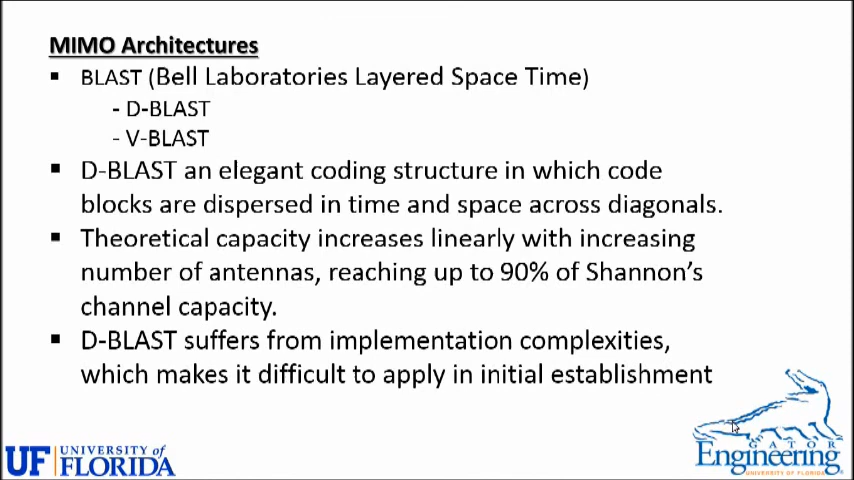 MIMO Architectures
▪ BLAST (Bell Laboratories Layered Space Time)
- D-BLAST
- V-BLAST
▪ D-BLAST an elegant coding structure in which code
blocks are dispersed in time and space across diagonals.
▪ Theoretical capacity increases linearly with increasing
number of antennas, reaching up to 90% of Shannon's
channel capacity.
▪ D-BLAST suffers from implementation complexities,
which makes it difficult to apply in initial establishment
UF UNIVERSITY of
FLORIDA
GATOR
Engineering
UNIVERSITY OF FLORIDA